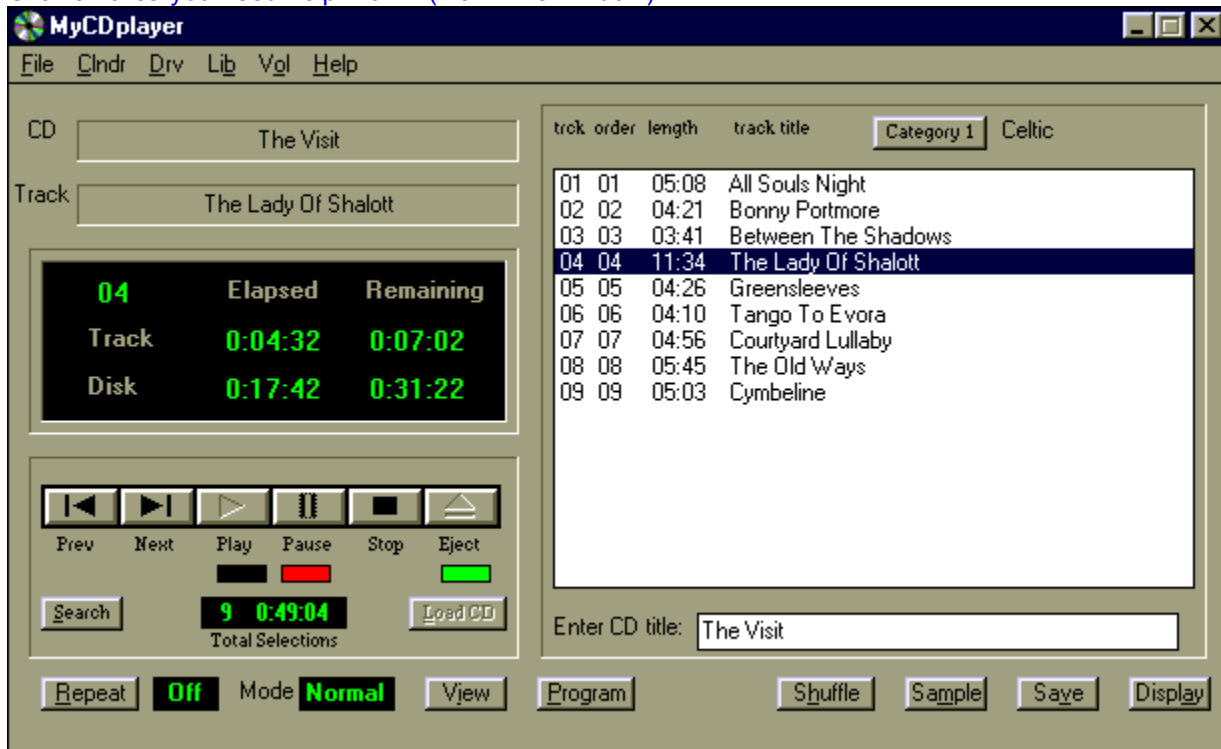 MyCDplayer
File Clndr Drv Lib Vol Help
CD The Visit
Track The Lady Of Shalott
04 Elapsed Remaining
Track 0:04:32 0:07:02
Disk 0:17:42 0:31:22
Prev Next Play Pause Stop Eject
Search 9 0:49:04 Load CD
Total Selections
Repeat Off Mode Normal View
trck order length track title Category 1 Celtic
01 01 05:08 All Souls Night
02 02 04:21 Bonny Portmore
03 03 03:41 Between The Shadows
04 04 11:34 The Lady Of Shalott
05 05 04:26 Greensleeves
06 06 04:10 Tango To Evora
07 07 04:56 Courtyard Lullaby
08 08 05:45 The Old Ways
09 09 05:03 Cymbeline
Enter CD title: The Visit
Program Shuffle Sample Save Display